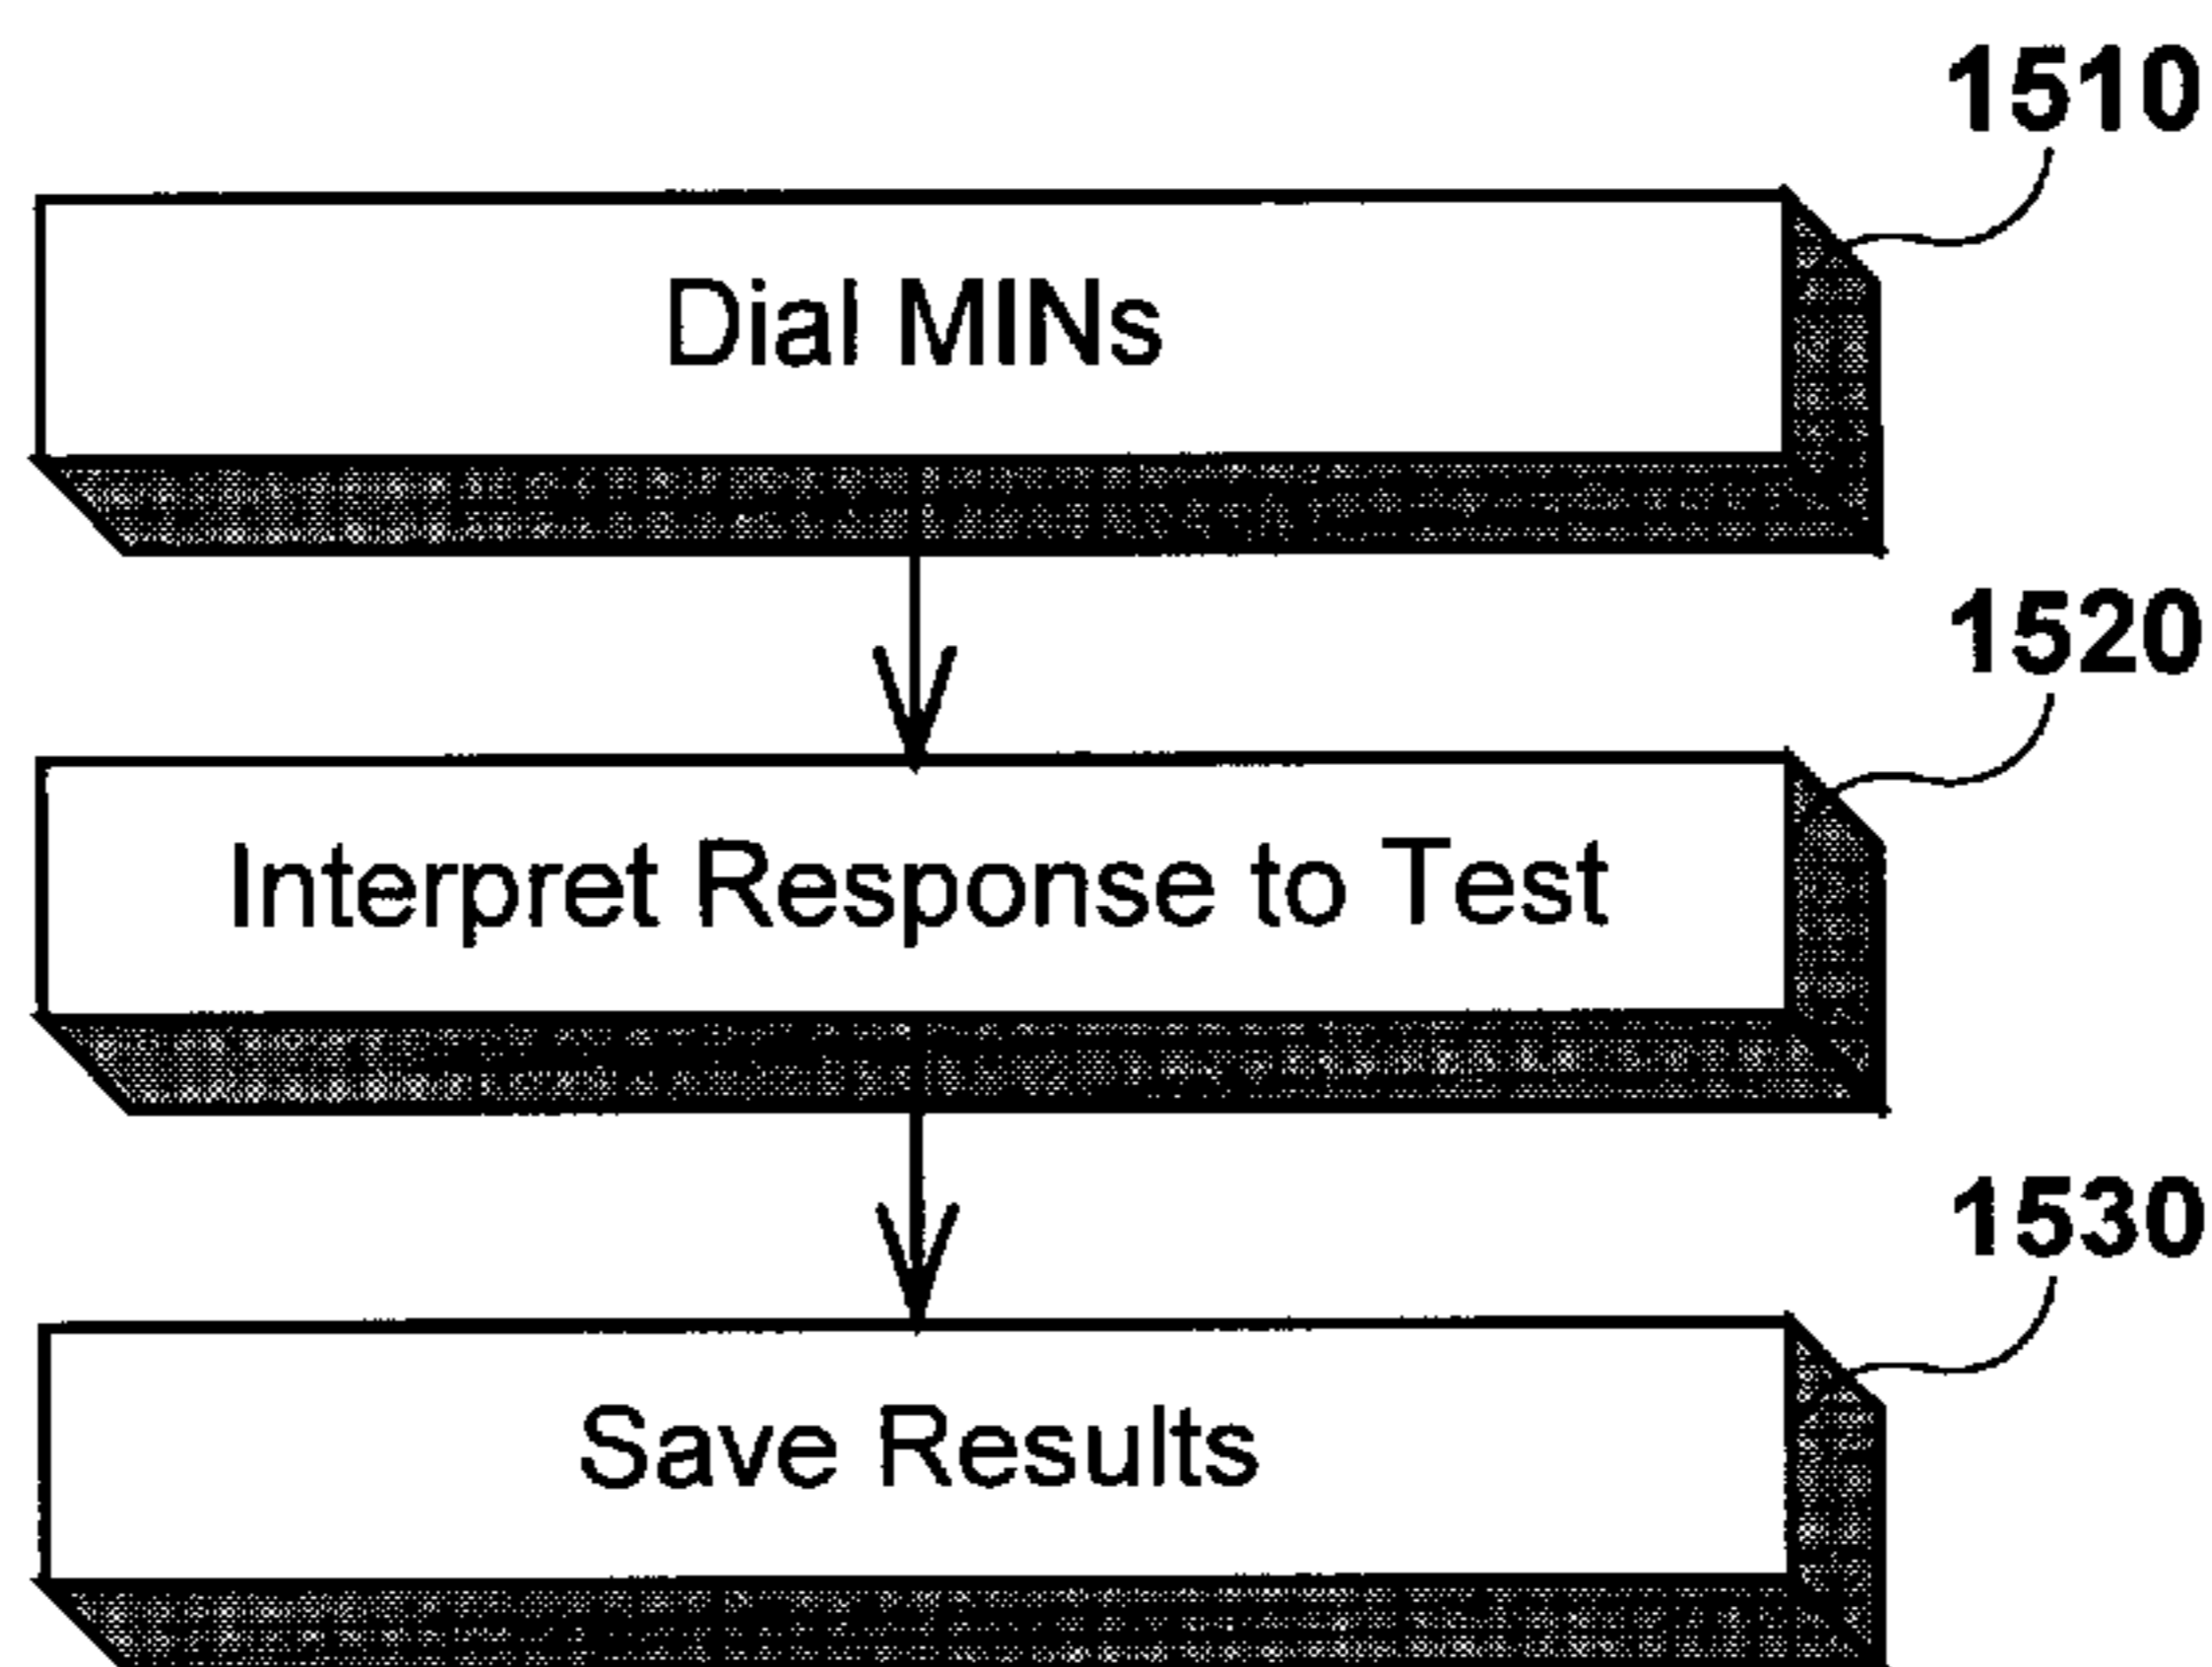 1510
Dial MINs
1520
Interpret Response to Test
1530
Save Results